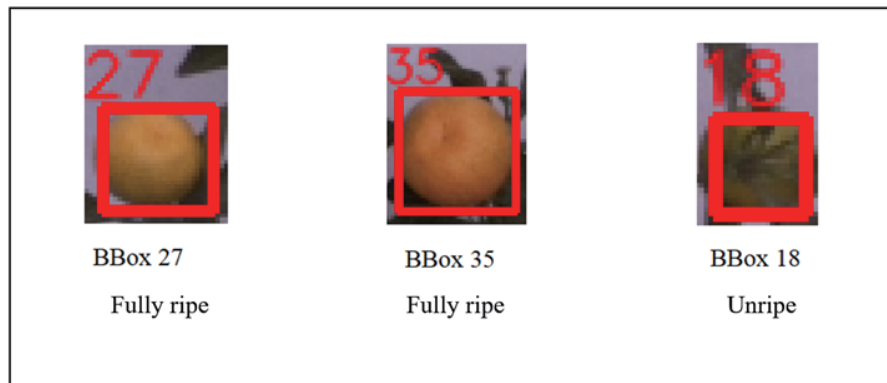 27
35
18
BBox 27
BBox 35
BBox 18
Fully ripe
Fully ripe
Unripe